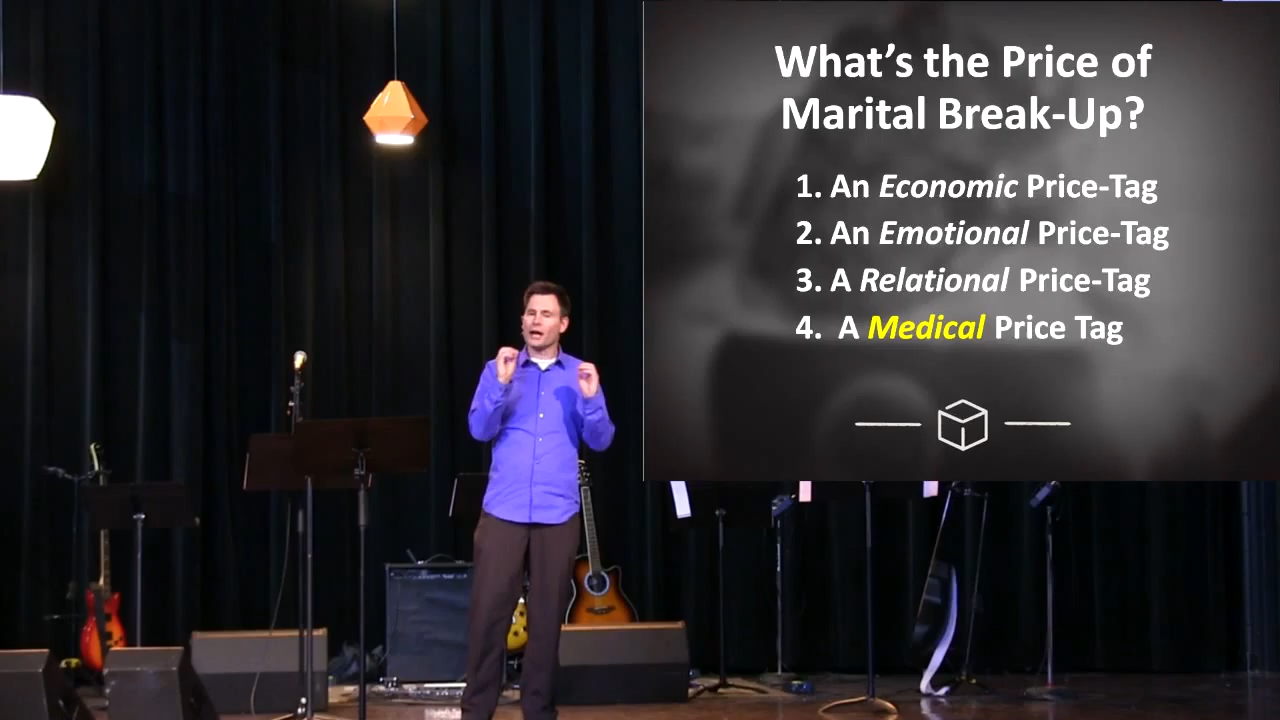 What's the Price of
Marital Break-Up?
1. An Economic Price-Tag
2. An Emotional Price-Tag
3. A Relational Price-Tag
4. A Medical Price Tag